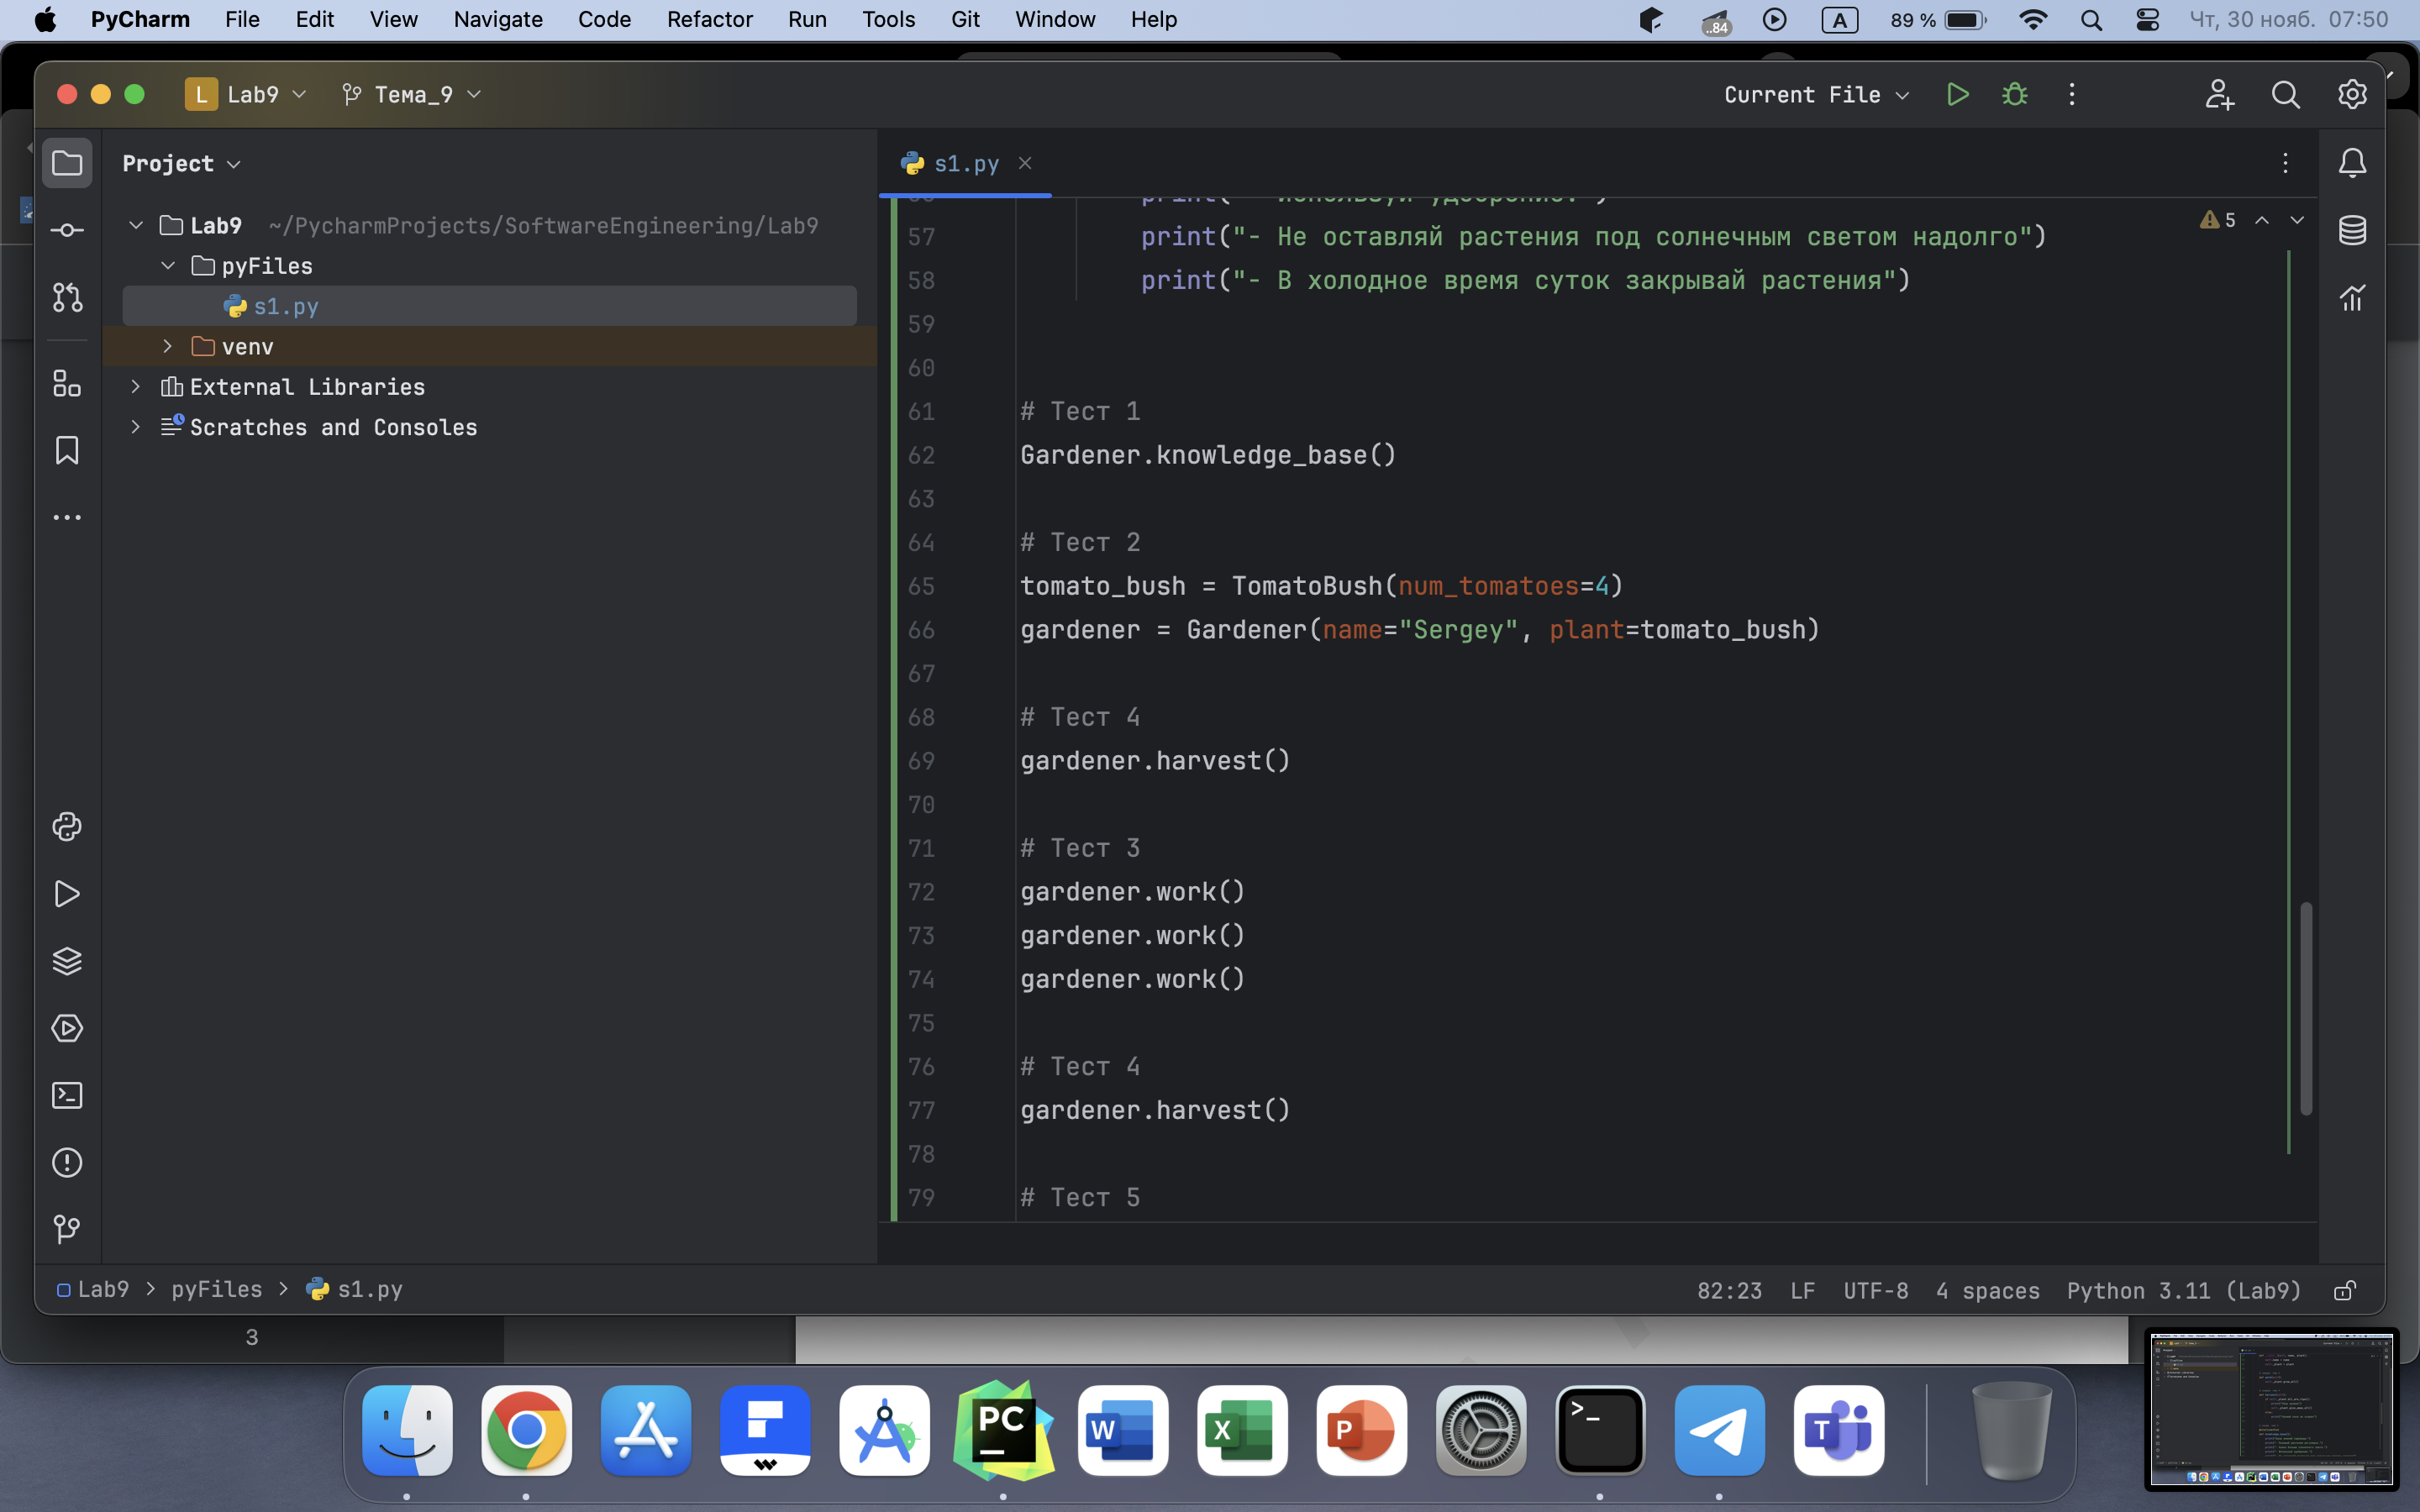 PyCharm File Edit View Navigate Code Refactor Run Tools Git Window Help ..84 A 89 % Чт, 30 нояб. 07:50
L Lab9 Тема_9 Current File
Project
s1.py
Lab9 ~/PycharmProjects/SoftwareEngineering/Lab9
pyFiles
s1.py
venv
External Libraries
Scratches and Consoles
5
57 print("- Не оставляй растения под солнечным светом надолго")
58 print("- В холодное время суток закрывай растения")
59
60
61 # Тест 1
62 Gardener.knowledge_base()
63
64 # Тест 2
65 tomato_bush = TomatoBush(num_tomatoes=4)
66 gardener = Gardener(name="Sergey", plant=tomato_bush)
67
68 # Тест 4
69 gardener.harvest()
70
71 # Тест 3
72 gardener.work()
73 gardener.work()
74 gardener.work()
75
76 # Тест 4
77 gardener.harvest()
78
79 # Тест 5
Lab9 > pyFiles > s1.py 82:23 LF UTF-8 4 spaces Python 3.11 (Lab9)
3
PC W X P >_ T